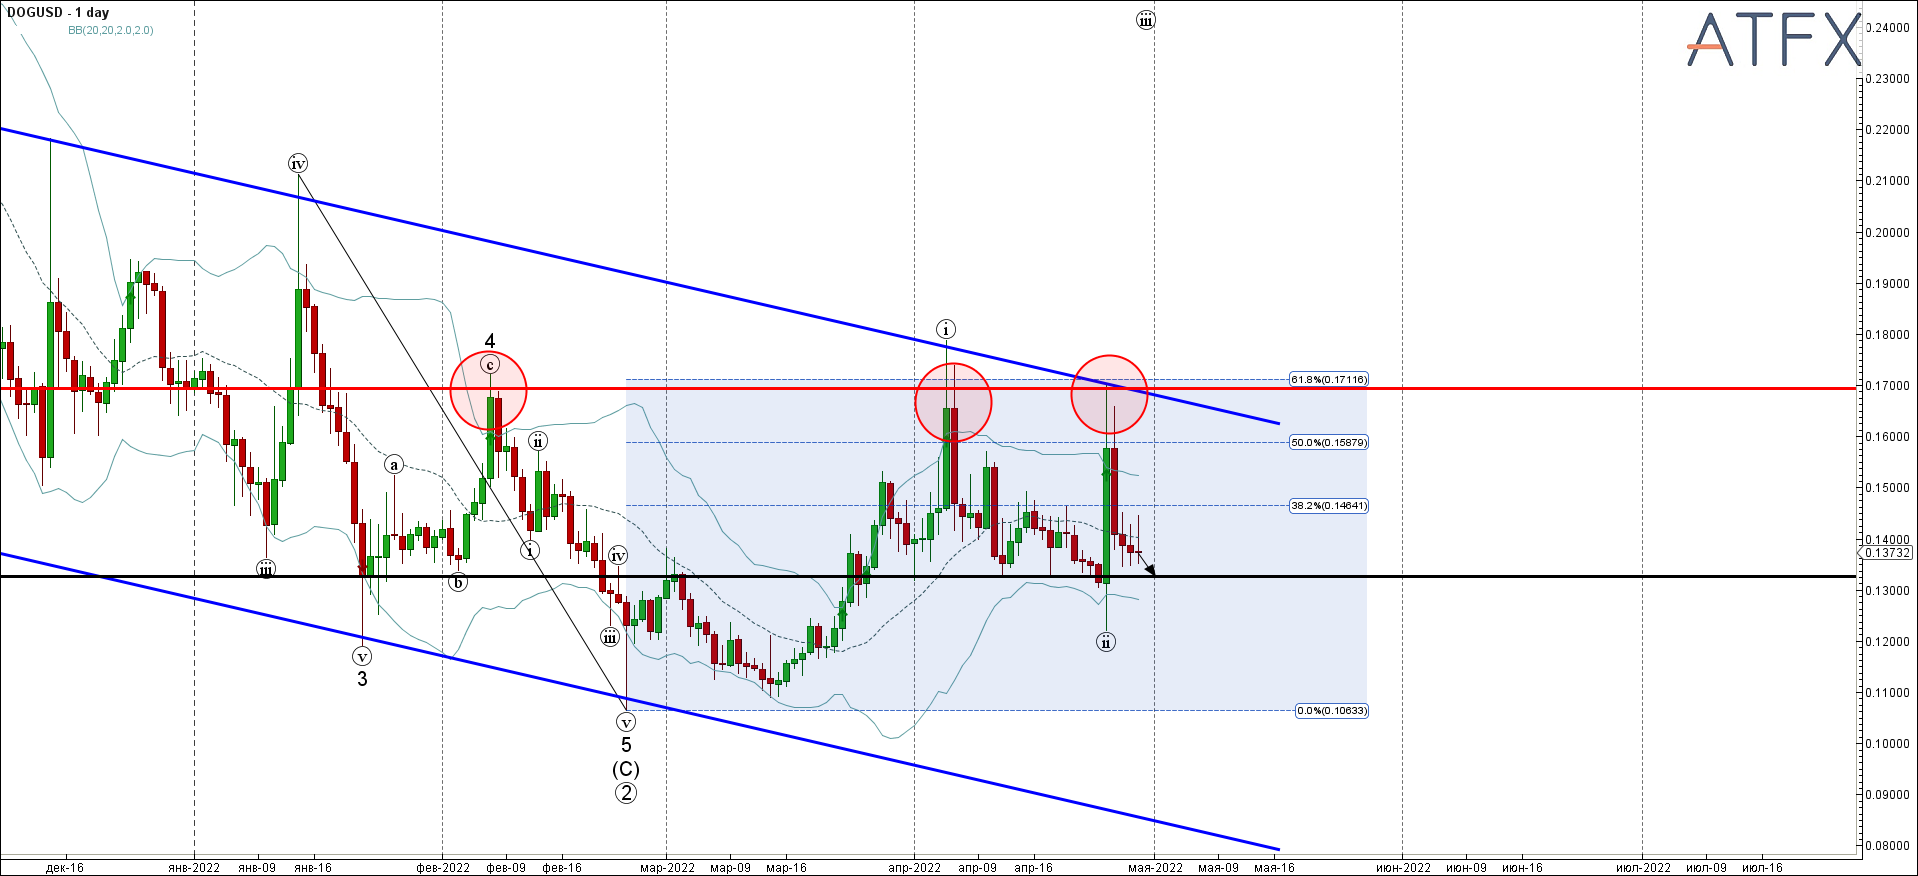 DOGUSD - 1 day
BB(20,20,2.0,2.0)
ATFX
iii
0.24000
0.23000
0.22000
0.21000
0.20000
0.19000
0.18000
0.17000
0.16000
0.15000
0.14000
0.13732
0.13000
0.12000
0.11000
0.10000
0.09000
0.08000
iv
4
c
i
61.8%(0.17116)
ii
50.0%(0.15879)
a
38.2%(0.14641)
i
iv
iii
b
iii
ii
v
3
0.0%(0.10633)
v
5
(C)
2
дек-16
янв-2022
янв-09
янв-16
фев-2022
фев-09
фев-16
мар-2022
мар-09
мар-16
апр-2022
апр-09
апр-16
мая-2022
мая-09
мая-16
июн-2022
июн-09
июн-16
июл-2022
июл-09
июл-16